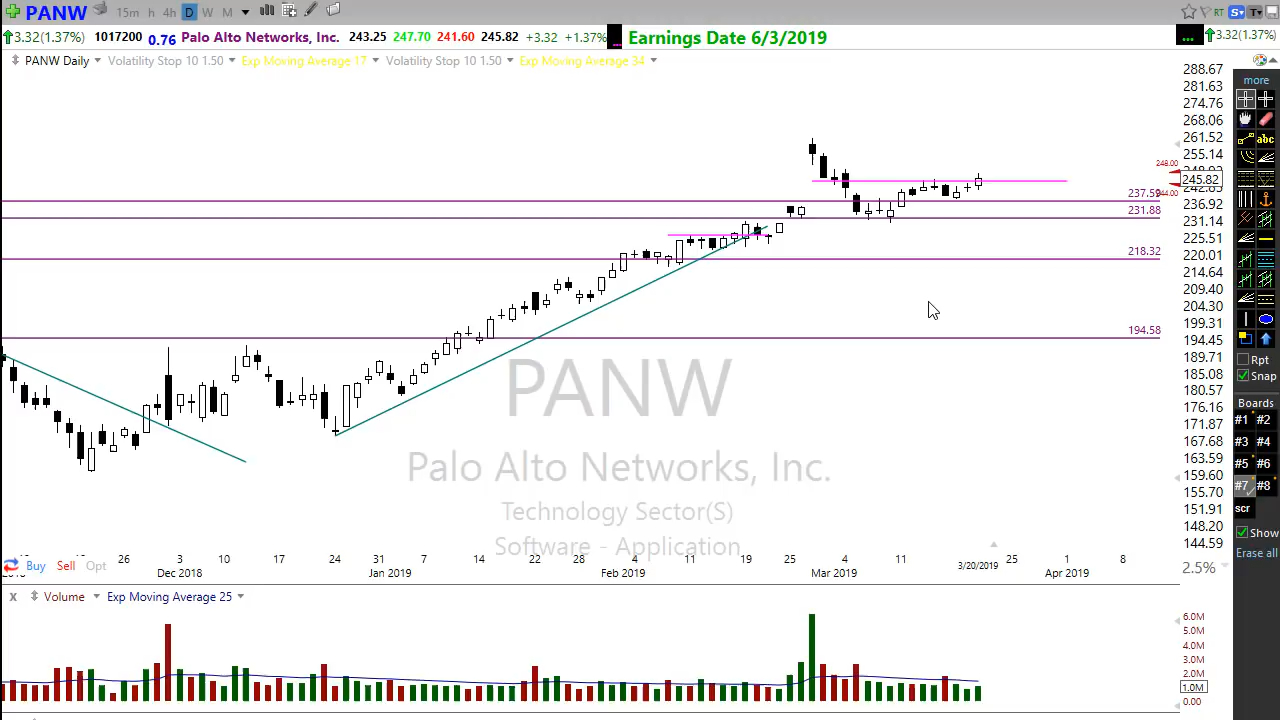 PANW 15m h 4h D W M RT S T
3.32(1.37%) 1017200 0.76 Palo Alto Networks, Inc. 243.25 247.70 241.60 245.82 +3.32 +1.37% ... Earnings Date 6/3/2019 ... 3.32(1.37%)
PANW Daily Volatility Stop 10 1.50 Exp Moving Average 17 Volatility Stop 10 1.50 Exp Moving Average 34
288.67
281.63
274.76
268.06
261.52
255.14
248.00
245.82
237.59
244.00
236.92
231.88
231.14
225.51
218.32
220.01
214.64
209.40
204.30
199.31
194.58
194.45
189.71
185.08
180.57
176.16
171.87
167.68
163.59
159.60
155.70
151.91
148.20
144.59
more
abc
Rpt
Snap
Boards
#1 #2
#3 #4
#5 #6
#7 #8
scr
Show
Erase all
PANW
Palo Alto Networks, Inc.
Technology Sector(S)
Software - Application
26 3 10 17 24 31 7 14 22 28 4 11 19 25 4 11 25 1 8
Buy Sell Opt 2.5%
Dec 2018 Jan 2019 Feb 2019 Mar 2019 3/20/2019 Apr 2019
x Volume Exp Moving Average 25
6.0M
5.0M
4.0M
3.0M
2.0M
1.0M
0.00